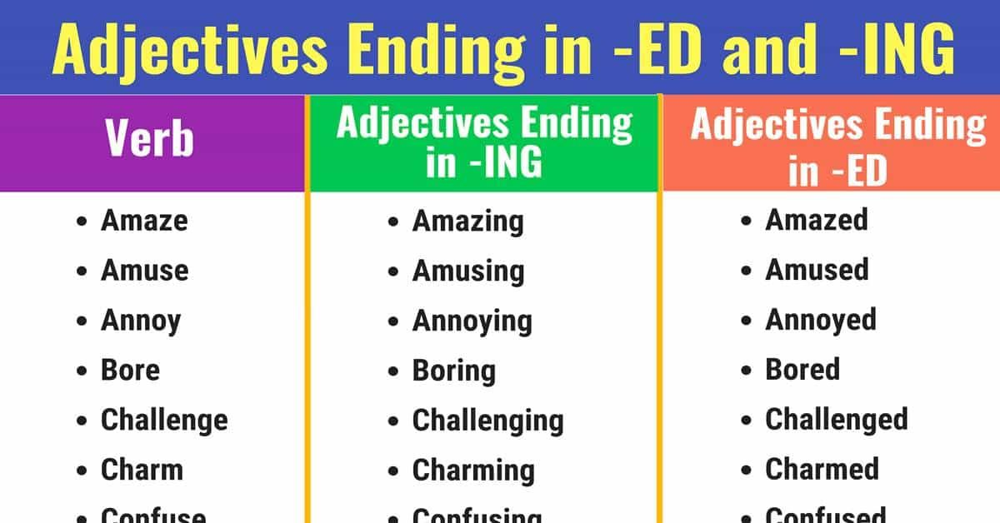 Adjectives Ending in -ED and -ING
Verb
Adjectives Ending
in -ING
Adjectives Ending
in -ED
• Amaze
• Amazing
• Amazed
• Amuse
• Amusing
• Amused
• Annoy
• Annoying
• Annoyed
• Bore
• Boring
• Bored
• Challenge
• Challenging
• Challenged
• Charm
• Charming
• Charmed
• Confuse
• Confusing
• Confused